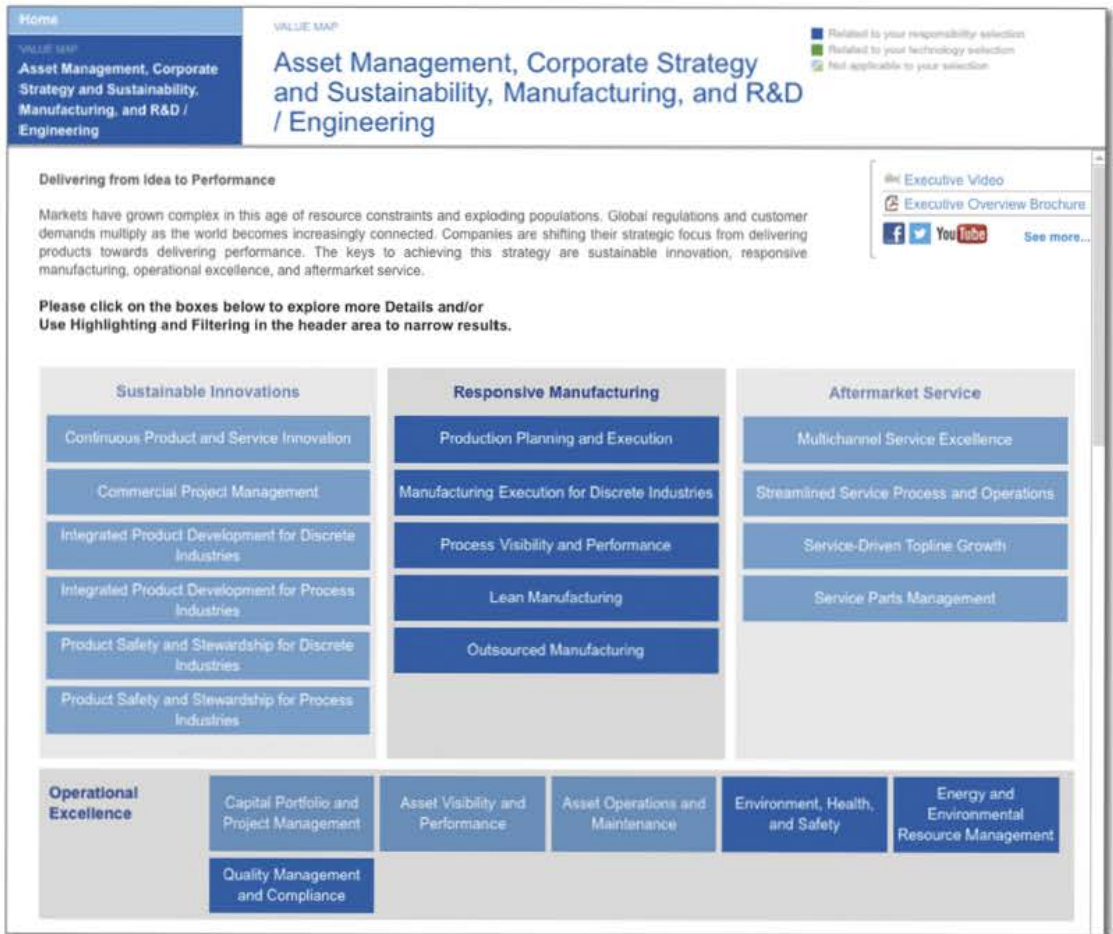 Home
VALUE MAP
Asset Management, Corporate
Strategy and Sustainability,
Manufacturing, and R&D /
Engineering
VALUE MAP
Asset Management, Corporate Strategy
and Sustainability, Manufacturing, and R&D
/ Engineering
Related to your responsibility selection
Related to your technology selection
Not applicable to your selection
Delivering from Idea to Performance
Markets have grown complex in this age of resource constraints and exploding populations. Global regulations and customer
demands multiply as the world becomes increasingly connected. Companies are shifting their strategic focus from delivering
products towards delivering performance. The keys to achieving this strategy are sustainable innovation, responsive
manufacturing, operational excellence, and aftermarket service.
Executive Video
Executive Overview Brochure
f YouTube See more...
Please click on the boxes below to explore more Details and/or
Use Highlighting and Filtering in the header area to narrow results.
Sustainable Innovations
Continuous Product and Service Innovation
Commercial Project Management
Integrated Product Development for Discrete
Industries
Integrated Product Development for Process
Industries
Product Safety and Stewardship for Discrete
Industries
Product Safety and Stewardship for Process
Industries
Responsive Manufacturing
Production Planning and Execution
Manufacturing Execution for Discrete Industries
Process Visibility and Performance
Lean Manufacturing
Outsourced Manufacturing
Aftermarket Service
Multichannel Service Excellence
Streamlined Service Process and Operations
Service-Driven Topline Growth
Service Parts Management
Operational
Excellence
Capital Portfolio and
Project Management
Asset Visibility and
Performance
Asset Operations and
Maintenance
Environment, Health,
and Safety
Energy and
Environmental
Resource Management
Quality Management
and Compliance